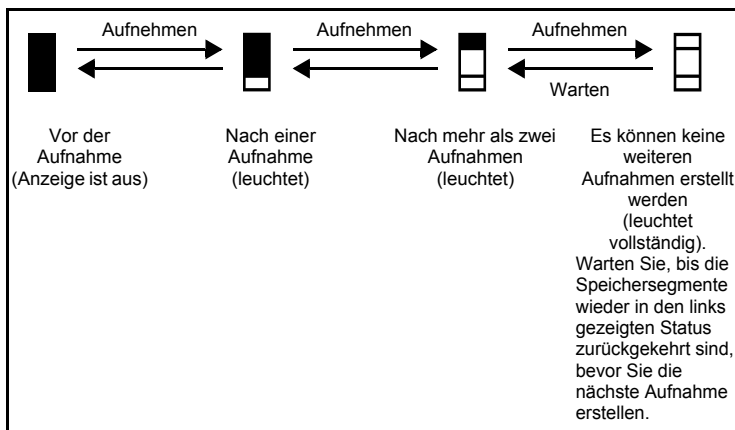 Aufnehmen
Aufnehmen
Aufnehmen
Warten
Vor der
Aufnahme
(Anzeige ist aus)
Nach einer
Aufnahme
(leuchtet)
Nach mehr als zwei
Aufnahmen
(leuchtet)
Es können keine
weiteren
Aufnahmen erstellt
werden
(leuchtet
vollständig).
Warten Sie, bis die
Speichersegmente
wieder in den links
gezeigten Status
zurückgekehrt sind,
bevor Sie die
nächste Aufnahme
erstellen.